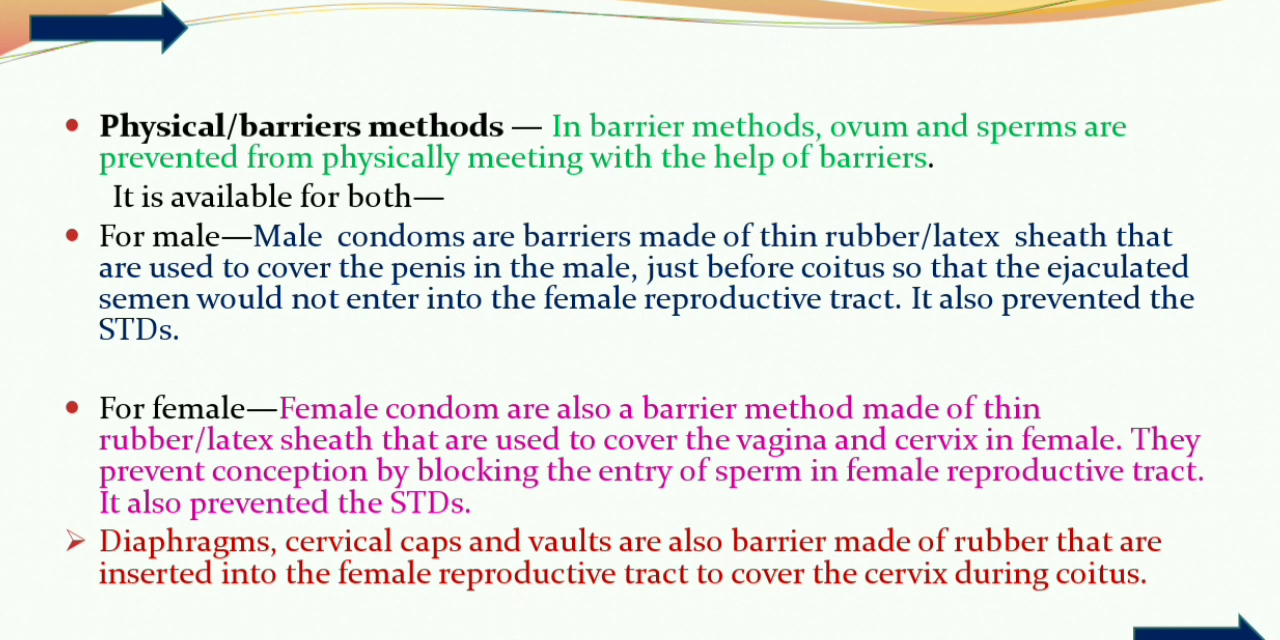 Physical/barriers methods — In barrier methods, ovum and sperms are
prevented from physically meeting with the help of barriers.
It is available for both—
For male—Male condoms are barriers made of thin rubber/latex sheath that
are used to cover the penis in the male, just before coitus so that the ejaculated
semen would not enter into the female reproductive tract. It also prevented the
STDs.
For female—Female condom are also a barrier method made of thin
rubber/latex sheath that are used to cover the vagina and cervix in female. They
prevent conception by blocking the entry of sperm in female reproductive tract.
It also prevented the STDs.
Diaphragms, cervical caps and vaults are also barrier made of rubber that are
inserted into the female reproductive tract to cover the cervix during coitus.